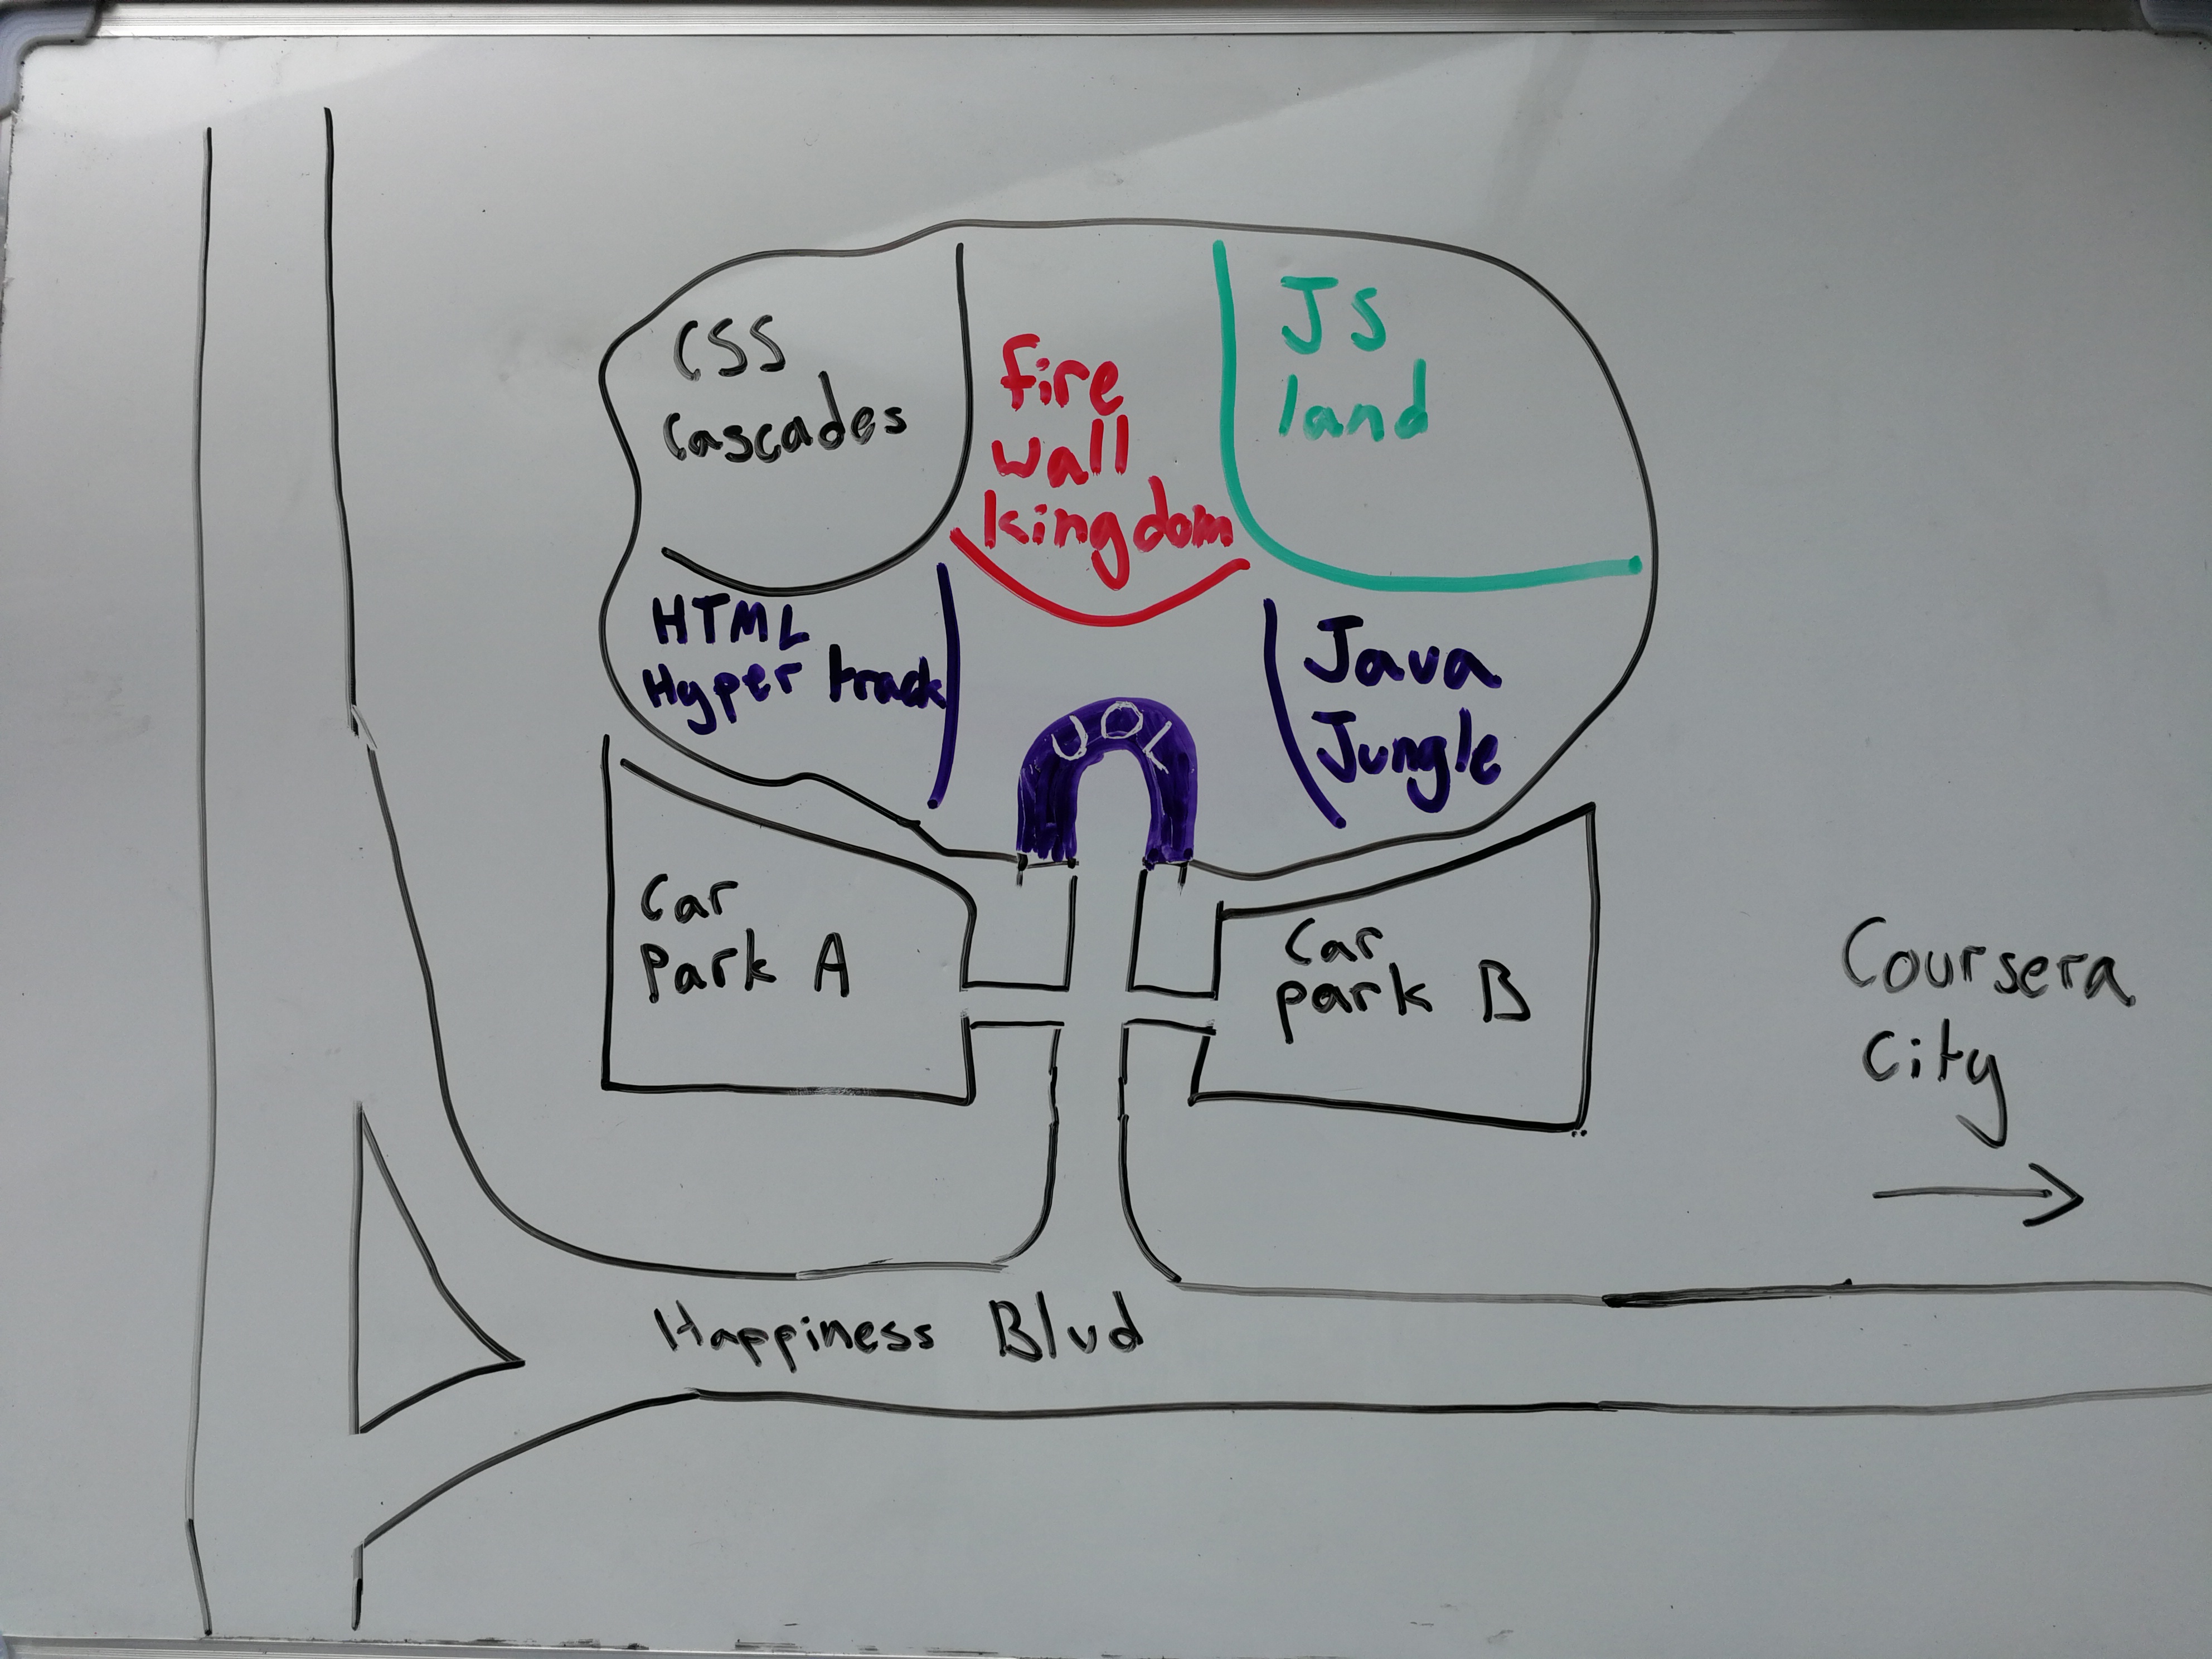 CSS
Cascades
fire
wall
kingdom
JS
land
HTML
Hyper track
Java
Jungle
UOL
Car
Park A
Car
park B
Coursera
City
Happiness Blvd